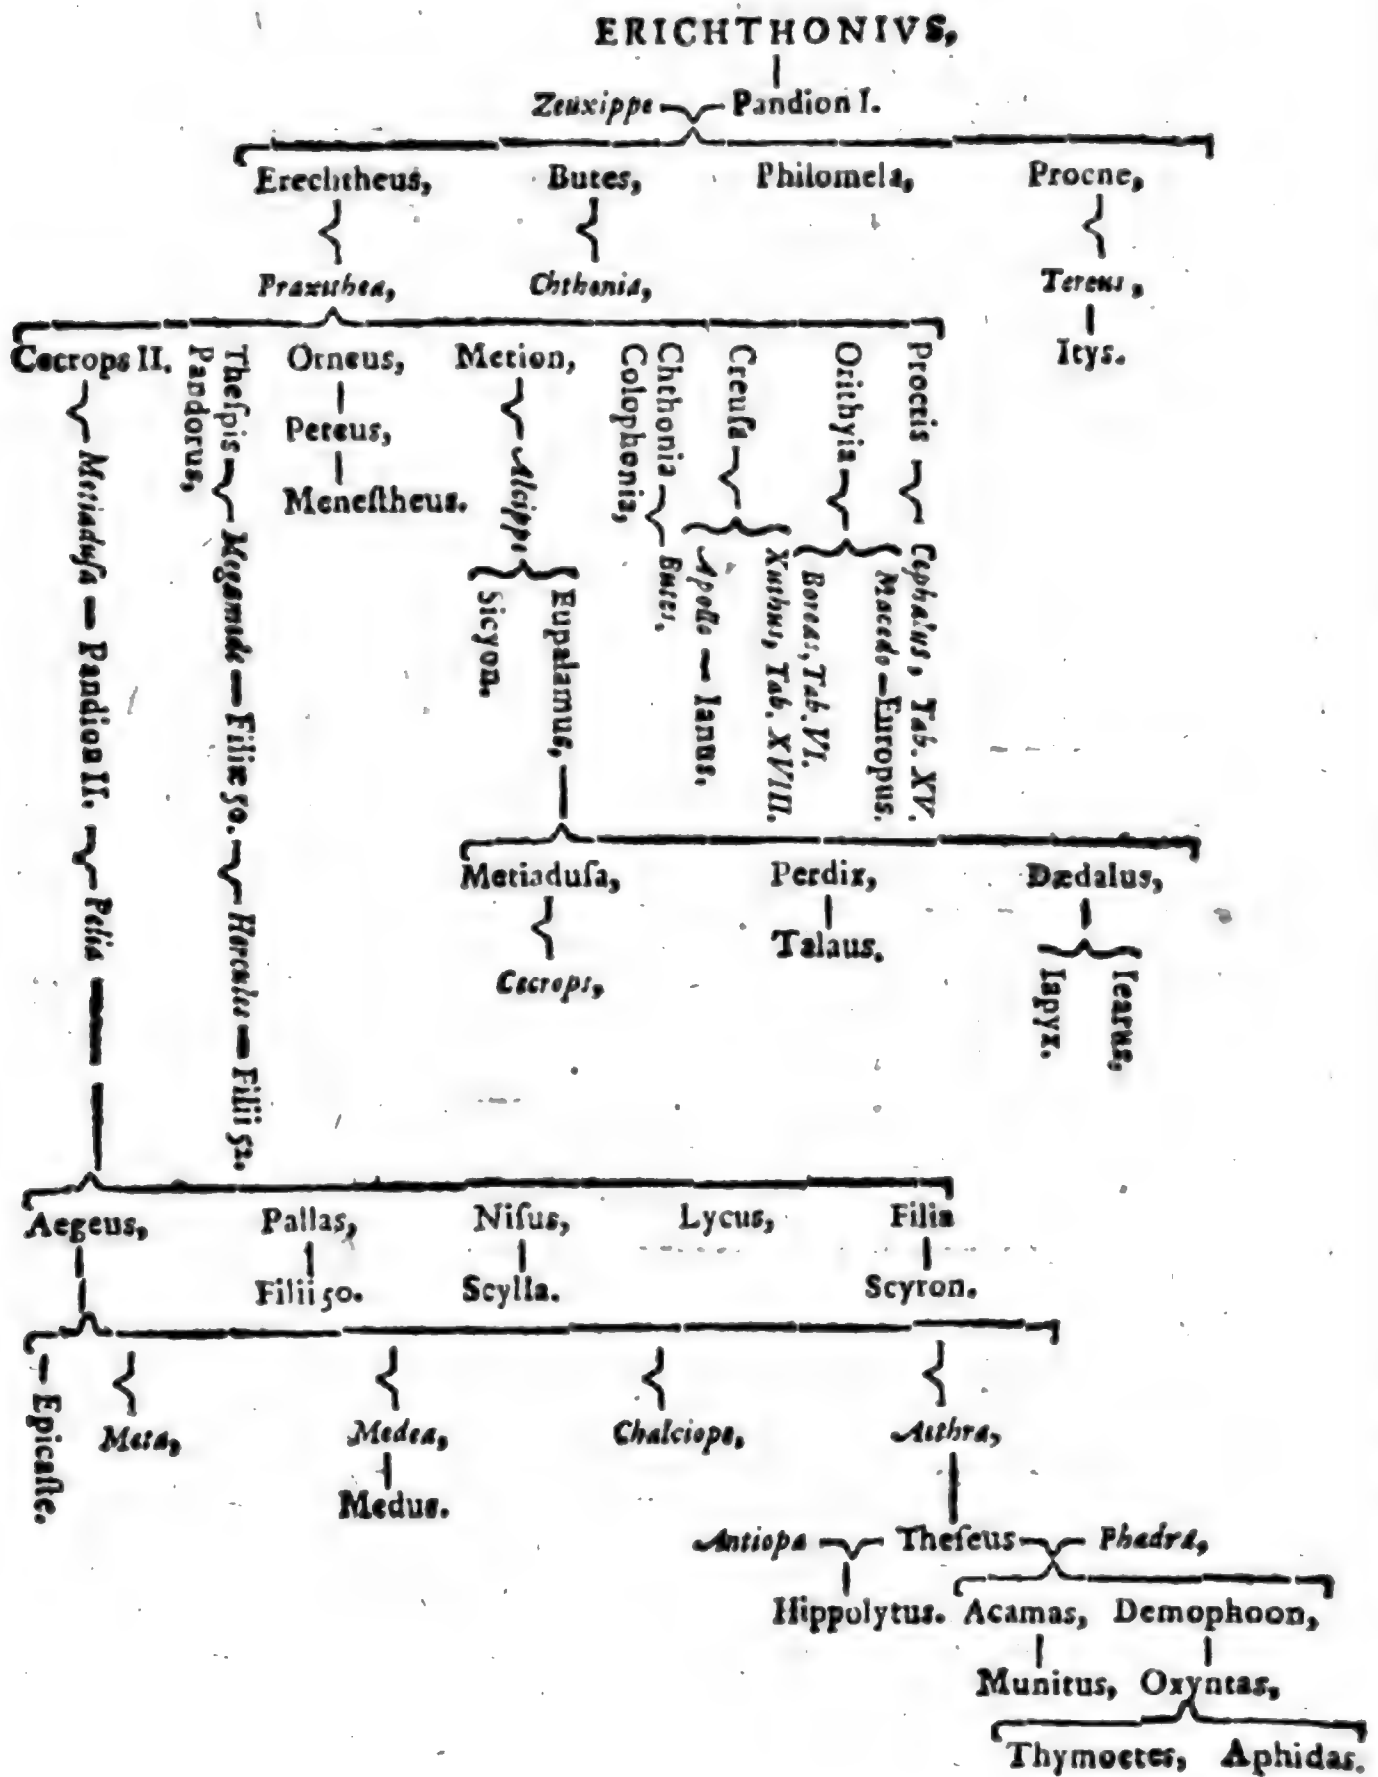 ERICHTHONIVS,
Zeuxippe Pandion I.
Erechtheus, Butes, Philomela, Procne,
Praxithea, Chthonia, Tereus,
Itys.
Cecrops II. Thеſpis Pandorus, Orneus, Metion, Chthonia Colophonia, Creuſa Orithyia Procris
Peteus,
Meneſtheus.
Metiaduſa Pandion II. Pelia
Megamede Filiæ 50. Hercules Filii 52.
Alcippe
Sicyon. Eupalamus,
Butes,
Apollo Ianus.
Xuthus, Tab. XVIII.
Boreas, Tab. VI.
Macedo Europus.
Cephalus, Tab. XV.
Metiaduſa, Perdix, Dædalus,
Cecrops, Talaus. Iapyx. Icarus,
Aegeus, Pallas, Niſus, Lycus, Filia
Filii 50. Scylla. Scyron.
Epicaſte. Meta, Medea, Chalciope, Aethra,
Medus.
Antiopa Theſeus Phædra,
Hippolytus. Acamas, Demophoon,
Munitus, Oxyntas,
Thymoetes, Aphidas.